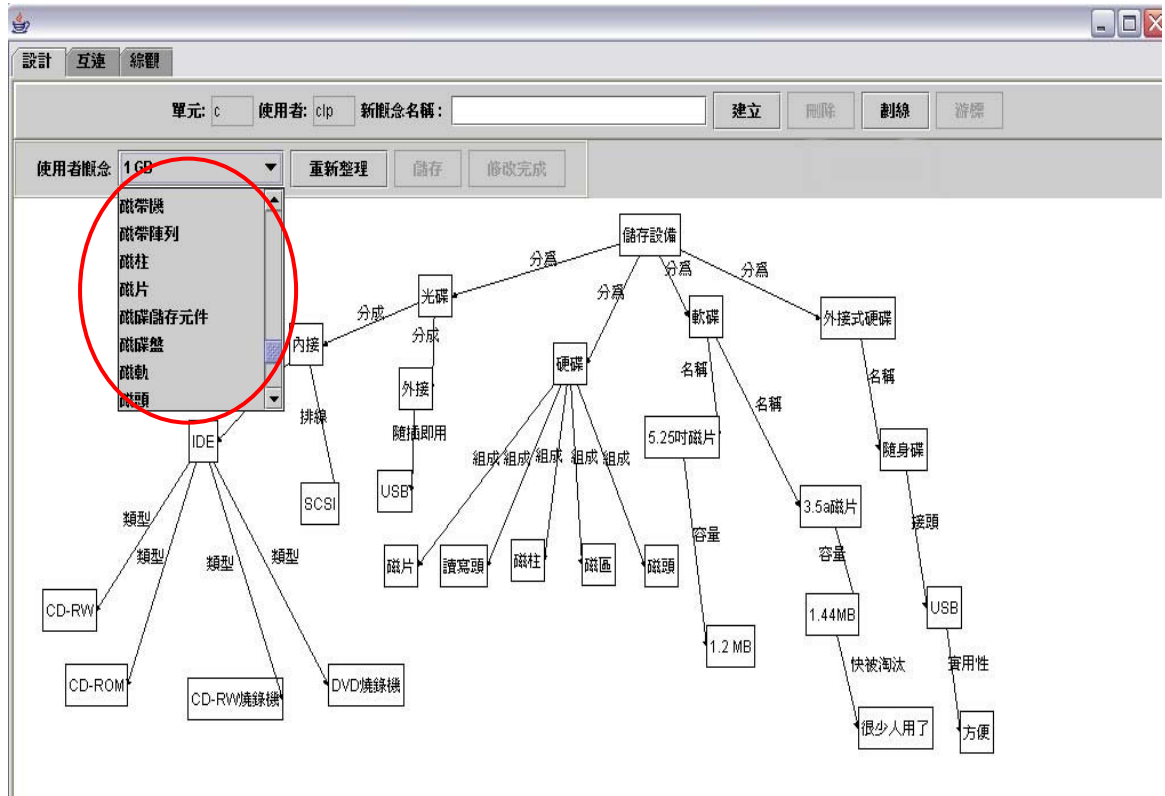 設計 互連 綜觀
單元: c 使用者: clp 新概念名稱: 建立 刪除 劃線 游標
使用者概念 1 GB 重新整理 儲存 修改完成
磁帶機
磁帶陣列
磁柱
磁片
磁碟儲存元件
磁碟盤
磁軌
磁頭
儲存設備
分爲 分爲 分爲 分爲
光碟 硬碟 軟碟 外接式硬碟
分成 分成 名稱 名稱 名稱
內接 外接 5.25吋磁片 隨身碟
排線 隨插即用 組成 組成 組成 組成 組成
IDE SCSI USB 3.5a磁片
類型 類型 類型 類型 容量 容量 接頭
磁片 讀寫頭 磁柱 磁區 磁頭
CD-RW 1.44MB USB
1.2 MB 快被淘汰 實用性
CD-ROM CD-RW燒錄機 DVD燒錄機
很少人用了 方便